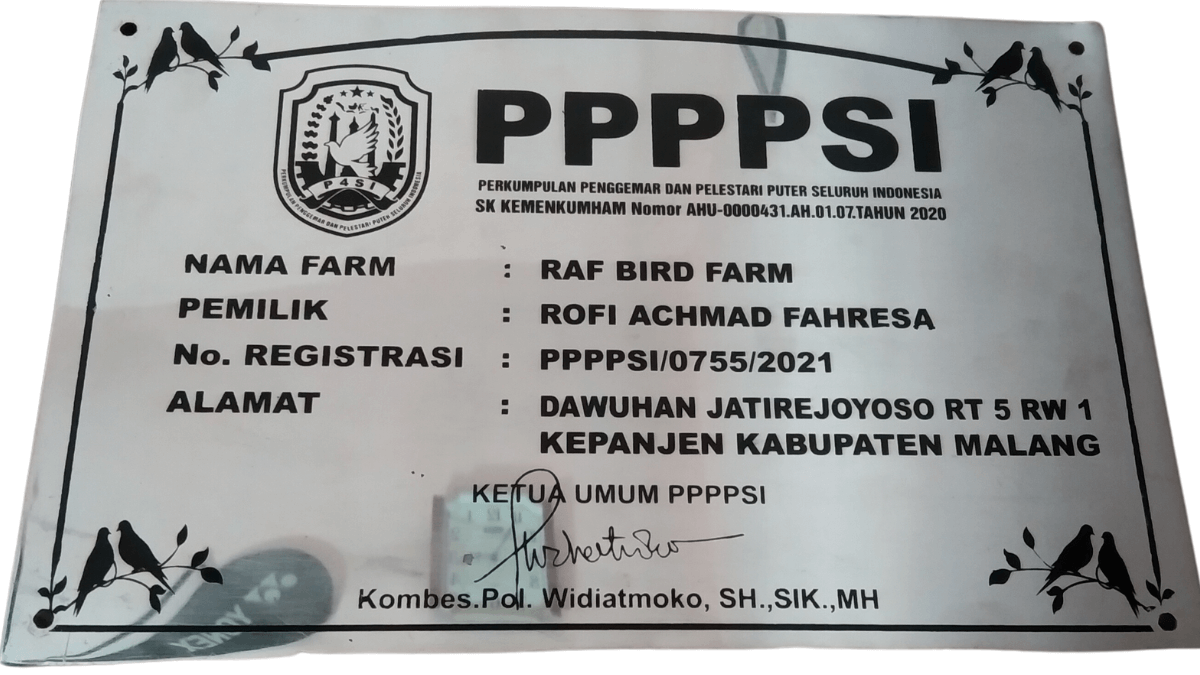 PPPPSI
P4SI
PERKUMPULAN PENGGEMAR DAN PELESTARI PUTER SELURUH INDONESIA
PERKUMPULAN PENGGEMAR DAN PELESTARI PUTER SELURUH INDONESIA
SK KEMENKUMHAM Nomor AHU-0000431.AH.01.07.TAHUN 2020
NAMA FARM : RAF BIRD FARM
PEMILIK : ROFI ACHMAD FAHRESA
No. REGISTRASI : PPPPSI/0755/2021
ALAMAT : DAWUHAN JATIREJOYOSO RT 5 RW 1
KEPANJEN KABUPATEN MALANG
KETUA UMUM PPPPSI
Kombes.Pol. Widiatmoko, SH.,SIK.,MH
YONEX